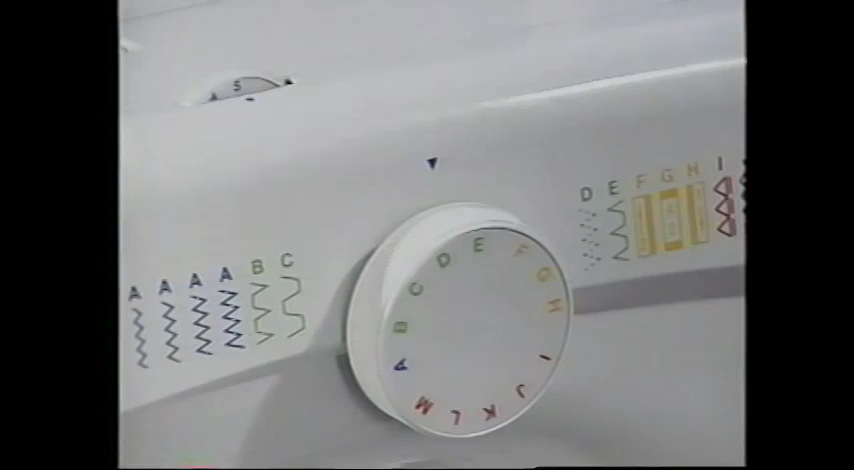 5
A A A A B C
D E F G H I
A B C D E F G H I J K L M